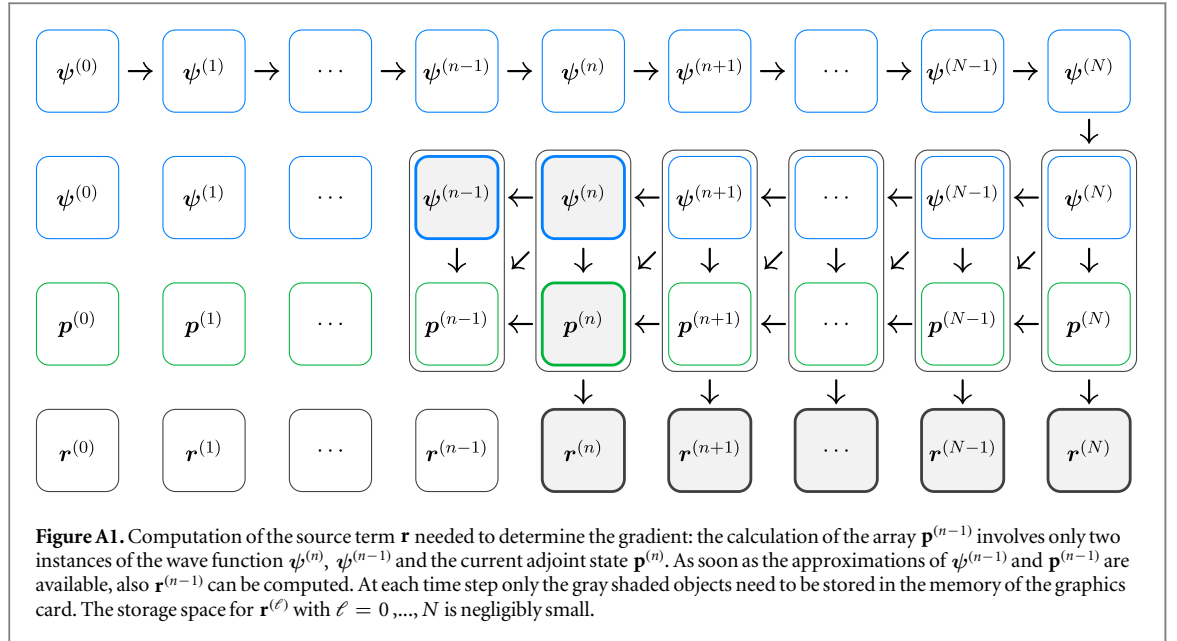 ψ⁽⁰⁾ → ψ⁽¹⁾ → ··· → ψ⁽ⁿ⁻¹⁾ → ψ⁽ⁿ⁾ → ψ⁽ⁿ⁺¹⁾ → ··· → ψ⁽ᴺ⁻¹⁾ → ψ⁽ᴺ⁾
ψ⁽⁰⁾ ψ⁽¹⁾ ··· ψ⁽ⁿ⁻¹⁾ ← ψ⁽ⁿ⁾ ← ψ⁽ⁿ⁺¹⁾ ← ··· ← ψ⁽ᴺ⁻¹⁾ ← ψ⁽ᴺ⁾
p⁽⁰⁾ p⁽¹⁾ ··· p⁽ⁿ⁻¹⁾ ← p⁽ⁿ⁾ ← p⁽ⁿ⁺¹⁾ ← ··· ← p⁽ᴺ⁻¹⁾ ← p⁽ᴺ⁾
r⁽⁰⁾ r⁽¹⁾ ··· r⁽ⁿ⁻¹⁾ r⁽ⁿ⁾ r⁽ⁿ⁺¹⁾ ··· r⁽ᴺ⁻¹⁾ r⁽ᴺ⁾
Figure A1. Computation of the source term r needed to determine the gradient: the calculation of the array p⁽ⁿ⁻¹⁾ involves only two
instances of the wave function ψ⁽ⁿ⁾, ψ⁽ⁿ⁻¹⁾ and the current adjoint state p⁽ⁿ⁾. As soon as the approximations of ψ⁽ⁿ⁻¹⁾ and p⁽ⁿ⁻¹⁾ are
available, also r⁽ⁿ⁻¹⁾ can be computed. At each time step only the gray shaded objects need to be stored in the memory of the graphics
card. The storage space for r⁽ℓ⁾ with ℓ = 0 ,..., N is negligibly small.